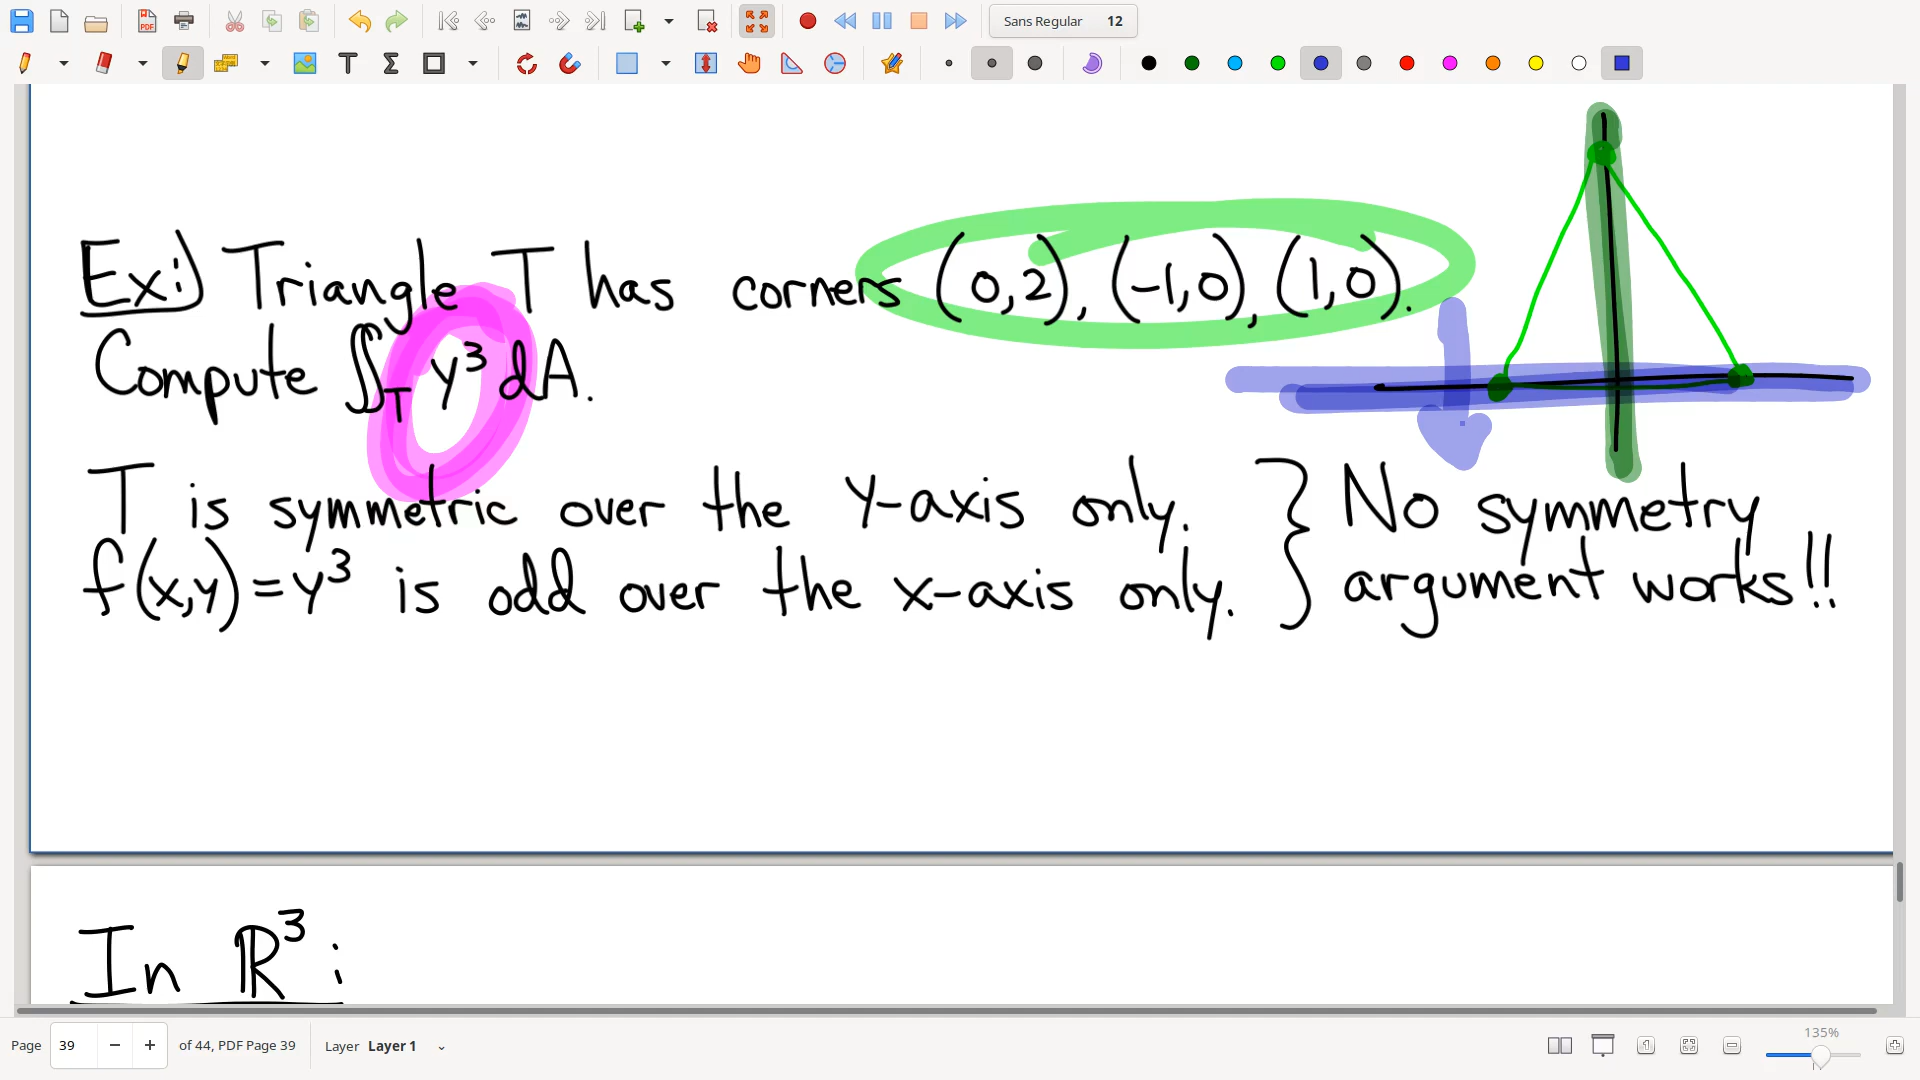 Sans Regular 12
Ex: Triangle T has corners (0,2), (-1,0), (1,0).
Compute ∬_T y³ dA.
T is symmetric over the y-axis only. } No symmetry
f(x,y)=y³ is odd over the x-axis only. } argument works!!
In ℝ³:
Page 39 − + of 44, PDF Page 39 Layer Layer 1 135%